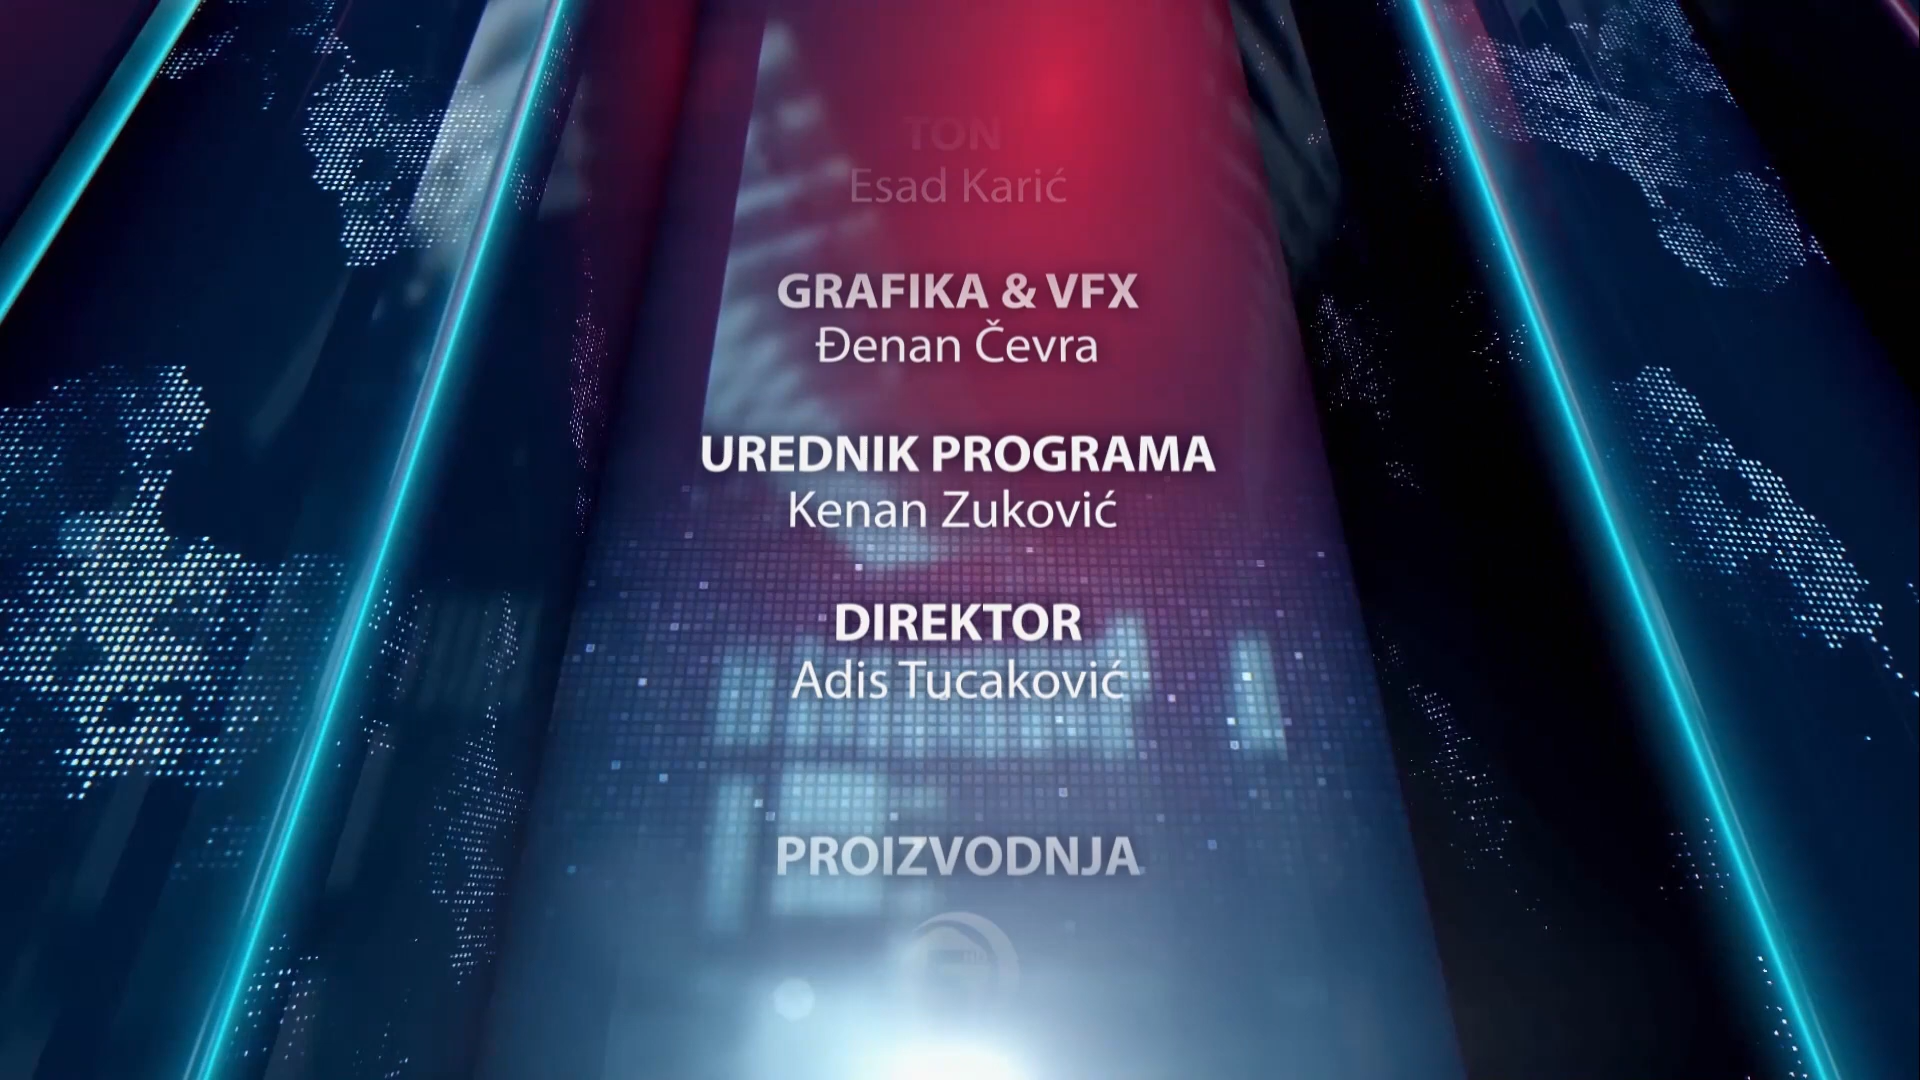 TON
Esad Karić
GRAFIKA & VFX
Đenan Čevra
UREDNIK PROGRAMA
Kenan Zuković
DIREKTOR
Adis Tucaković
PROIZVODNJA